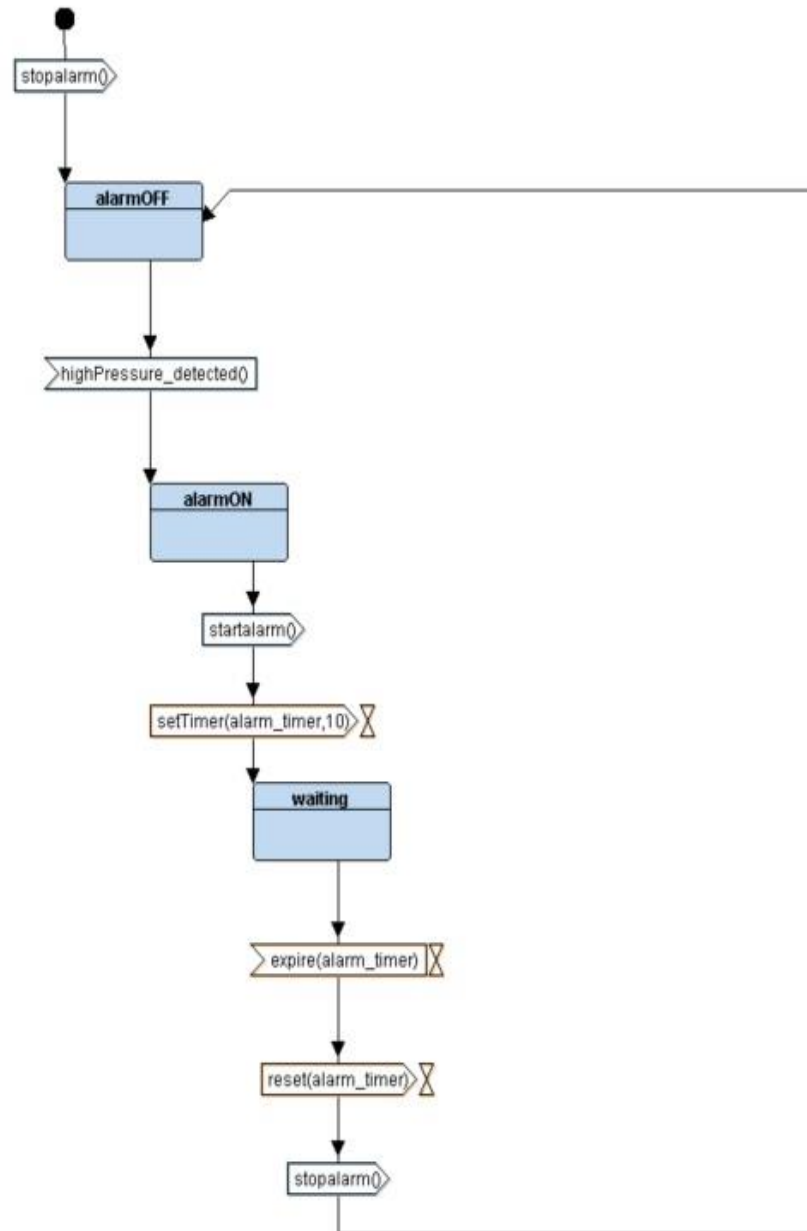 stopalarm()
alarmOFF
highPressure_detected()
alarmON
startalarm()
setTimer(alarm_timer,10)
waiting
expire(alarm_timer)
reset(alarm_timer)
stopalarm()